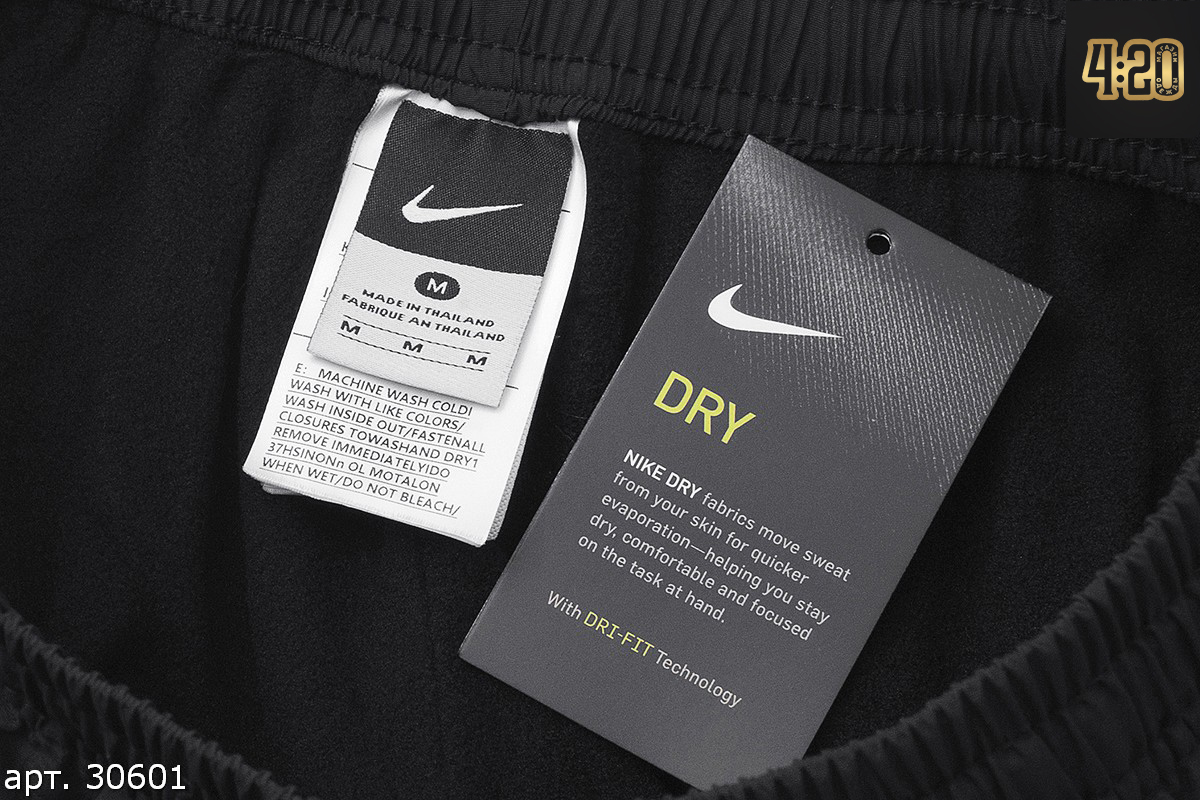 4:20
M
MADE IN THAILAND
FABRIQUE AN THAILAND
M M M
E: MACHINE WASH COLDI
WASH WITH LIKE COLORS/
WASH INSIDE OUT/FASTENALL
CLOSURES TOWASHAND DRY1
REMOVE IMMEDIATELYIDO
37HSINONn OL MOTALON
WHEN WET/DO NOT BLEACH/
DRY
NIKE DRY fabrics move sweat
from your skin for quicker
evaporation—helping you stay
dry, comfortable and focused
on the task at hand.
With DRI-FIT Technology
арт. 30601